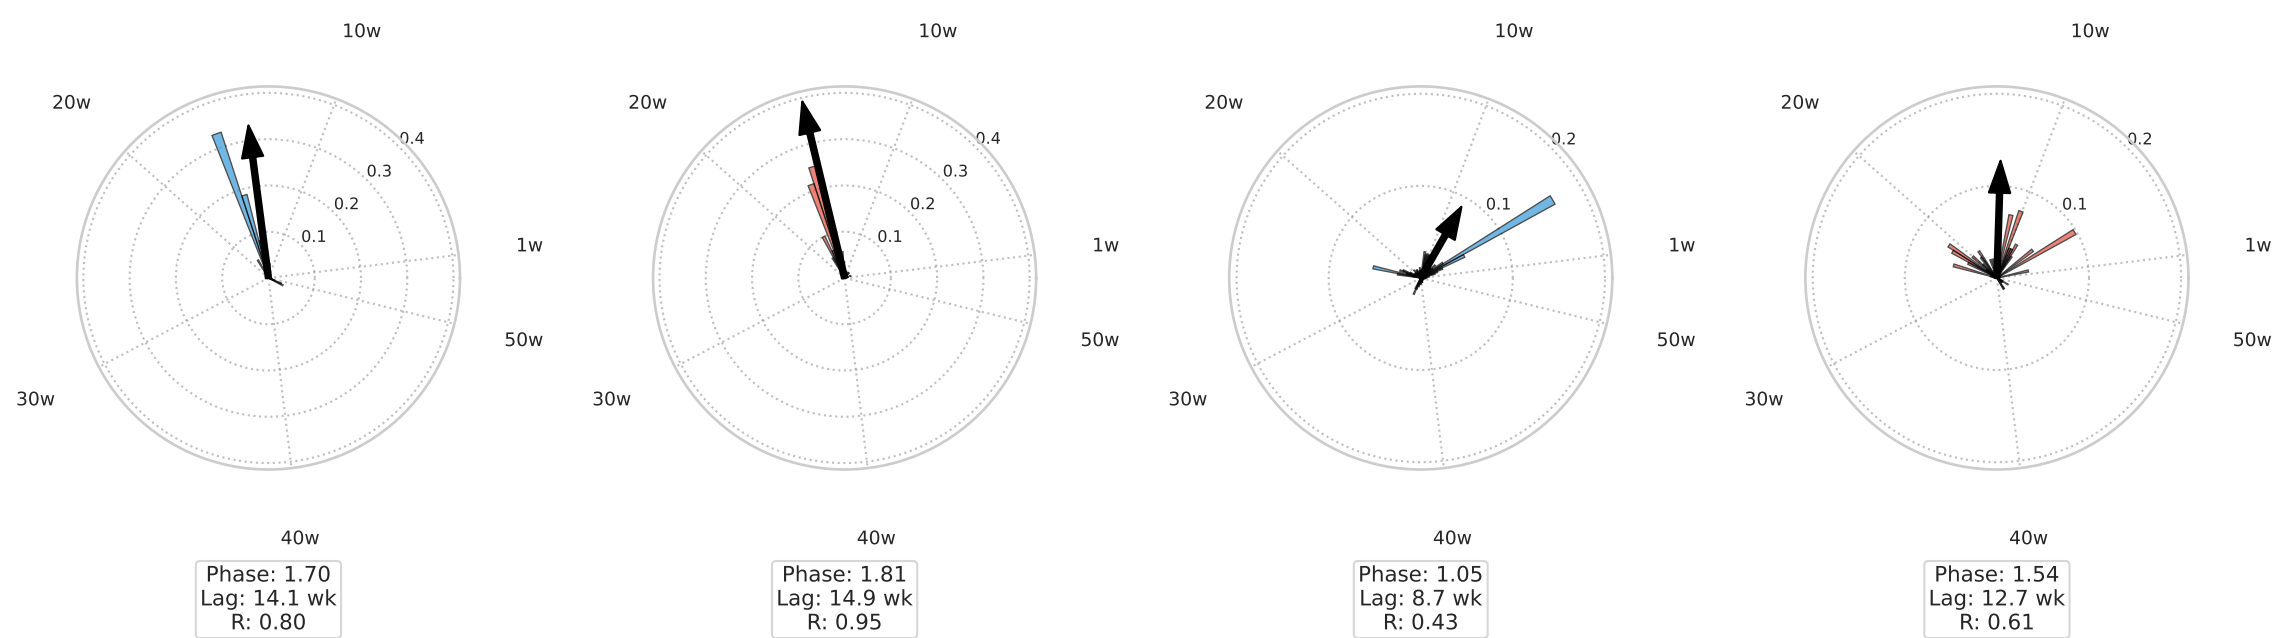 10w
20w
0.4
0.3
0.2
0.1
1w
50w
30w
40w
Phase: 1.70
Lag: 14.1 wk
R: 0.80
10w
20w
0.4
0.3
0.2
0.1
1w
50w
30w
40w
Phase: 1.81
Lag: 14.9 wk
R: 0.95
10w
20w
0.2
0.1
1w
50w
30w
40w
Phase: 1.05
Lag: 8.7 wk
R: 0.43
10w
20w
0.2
0.1
1w
50w
30w
40w
Phase: 1.54
Lag: 12.7 wk
R: 0.61